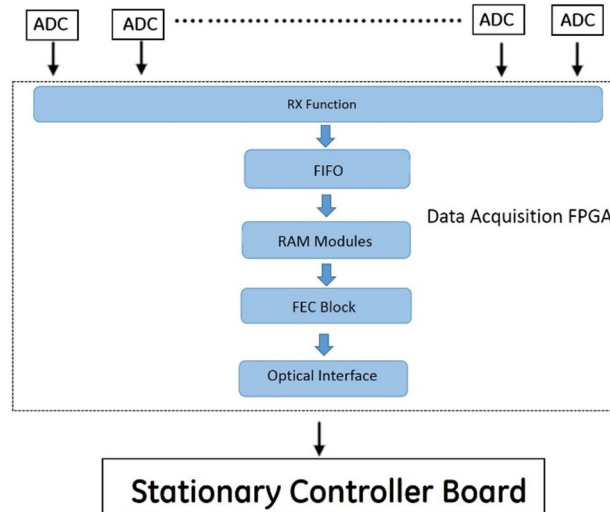 ADC ADC ADC ADC
RX Function
FIFO
RAM Modules
Data Acquisition FPGA
FEC Block
Optical Interface
Stationary Controller Board